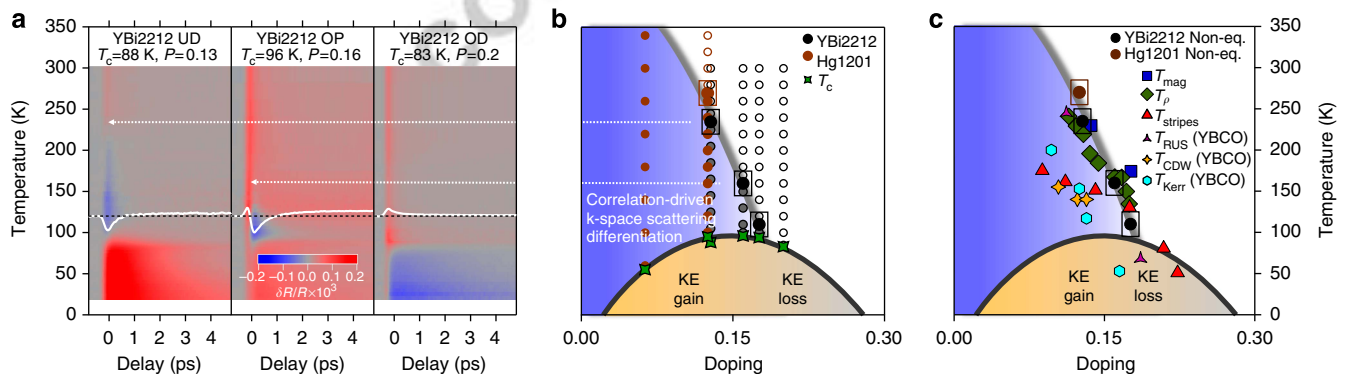 a
YBi2212 UD
Tc=88 K, P=0.13
YBi2212 OP
Tc=96 K, P=0.16
YBi2212 OD
Tc=83 K, P=0.2
350
300
250
200
150
100
50
0
Temperature (K)
−0.2 −0.1 0.0 0.1 0.2
δR/R×10³
0 1 2 3 4
0 1 2 3 4
0 1 2 3 4
Delay (ps)
Delay (ps)
Delay (ps)
b
YBi2212
Hg1201
Tc
Correlation-driven
k-space scattering
differentiation
KE
gain
KE
loss
0.00
0.15
0.30
Doping
c
YBi2212 Non-eq.
Hg1201 Non-eq.
Tmag
Tρ
Tstripes
TRUS (YBCO)
TCDW (YBCO)
TKerr (YBCO)
KE
gain
KE
loss
0.00
0.15
0.30
Doping
350
300
250
200
150
100
50
0
Temperature (K)